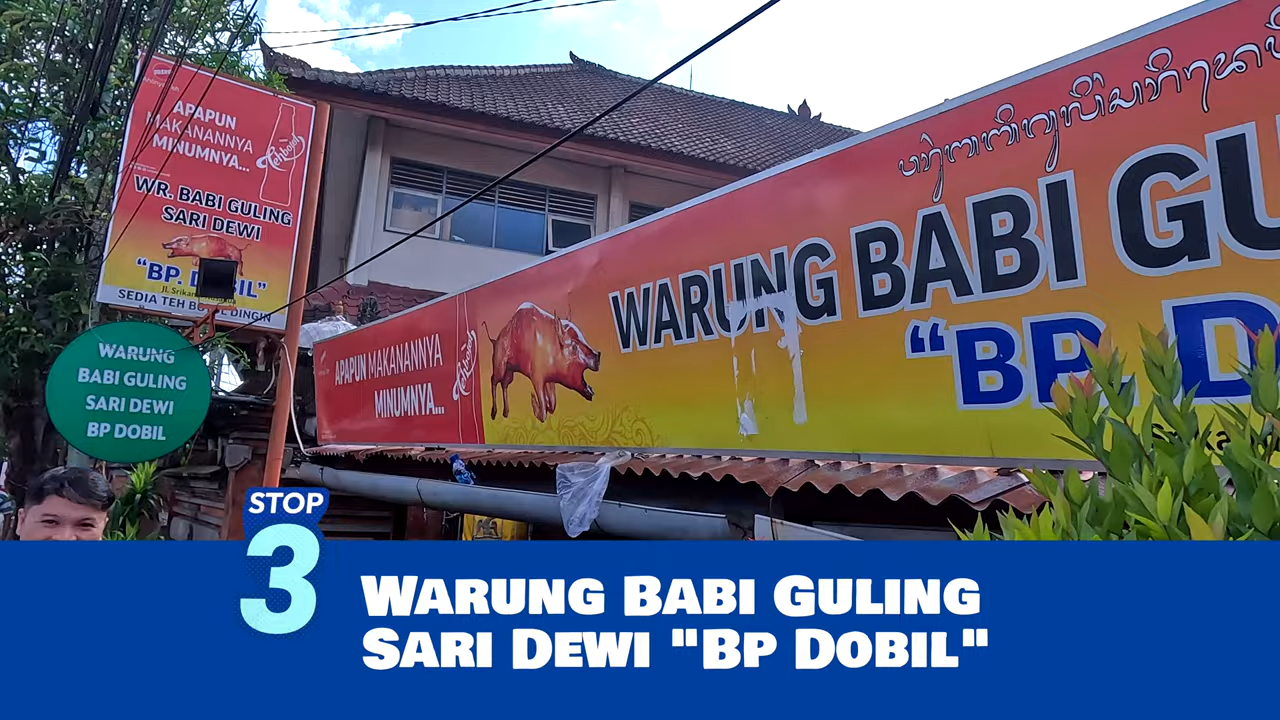 APAPUN
MAKANANNYA
MINUMNYA...
Tehbotol
WR. BABI GULING
SARI DEWI
"BP. DOBIL"
SEDIA TEH BOTOL DINGIN
WARUNG
BABI GULING
SARI DEWI
BP DOBIL
APAPUN MAKANANNYA
MINUMNYA...
Tehbotol
WARUNG BABI GU
"BP. D
STOP
3
WARUNG BABI GULING
SARI DEWI "BP DOBIL"